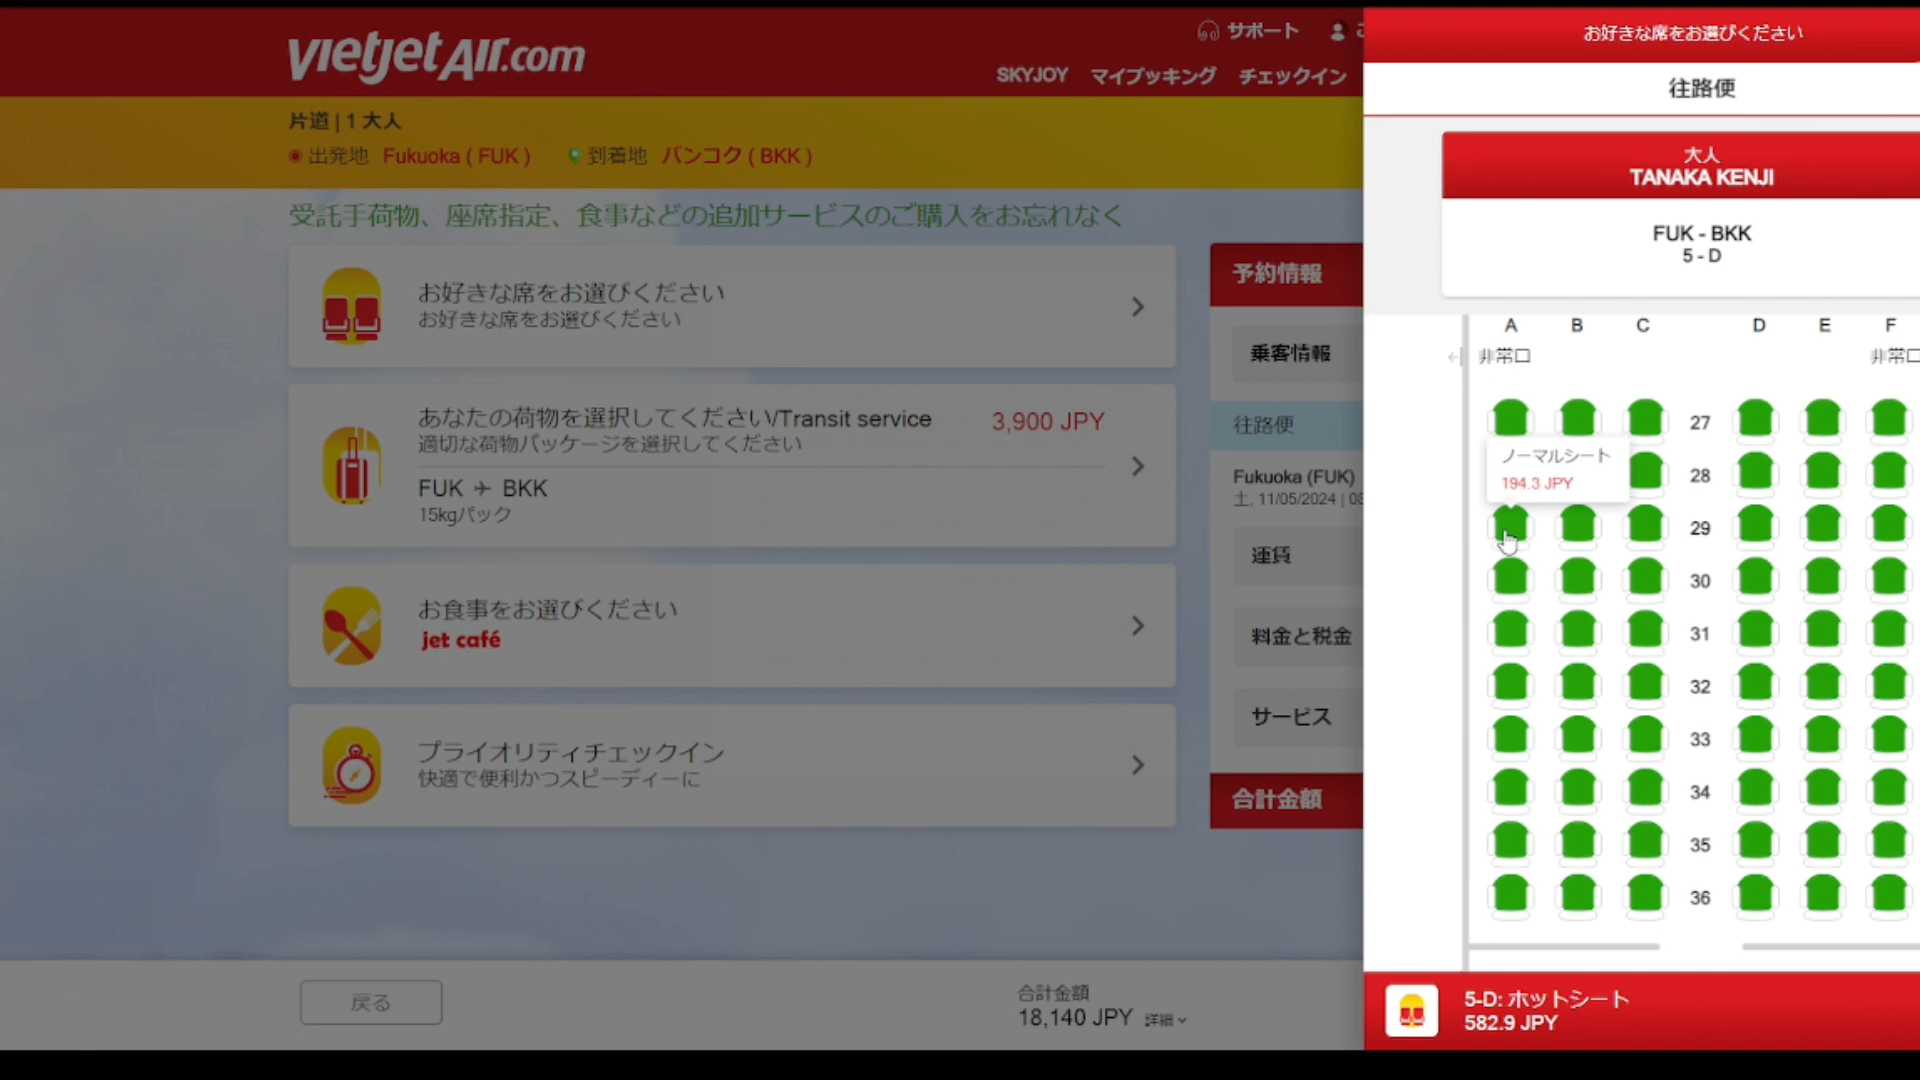 vietjetAir.com
サポート
SKYJOY マイブッキング チェックイン
片道 | 1 大人
出発地 Fukuoka ( FUK ) 到着地 バンコク ( BKK )
受託手荷物、座席指定、食事などの追加サービスのご購入をお忘れなく
お好きな席をお選びください
お好きな席をお選びください
あなたの荷物を選択してください/Transit service 3,900 JPY
適切な荷物パッケージを選択してください
FUK BKK
15kgパック
お食事をお選びください
jet café
プライオリティチェックイン
快適で便利かつスピーディーに
予約情報
乗客情報
往路便
Fukuoka (FUK)
土, 11/05/2024 |
運賃
料金と税金
サービス
合計金額
戻る
合計金額
18,140 JPY 詳細
お好きな席をお選びください
往路便
大人
TANAKA KENJI
FUK - BKK
5 - D
A B C D E F
非常口 非常口
27
ノーマルシート
194.3 JPY
28
29
30
31
32
33
34
35
36
5-D: ホットシート
582.9 JPY